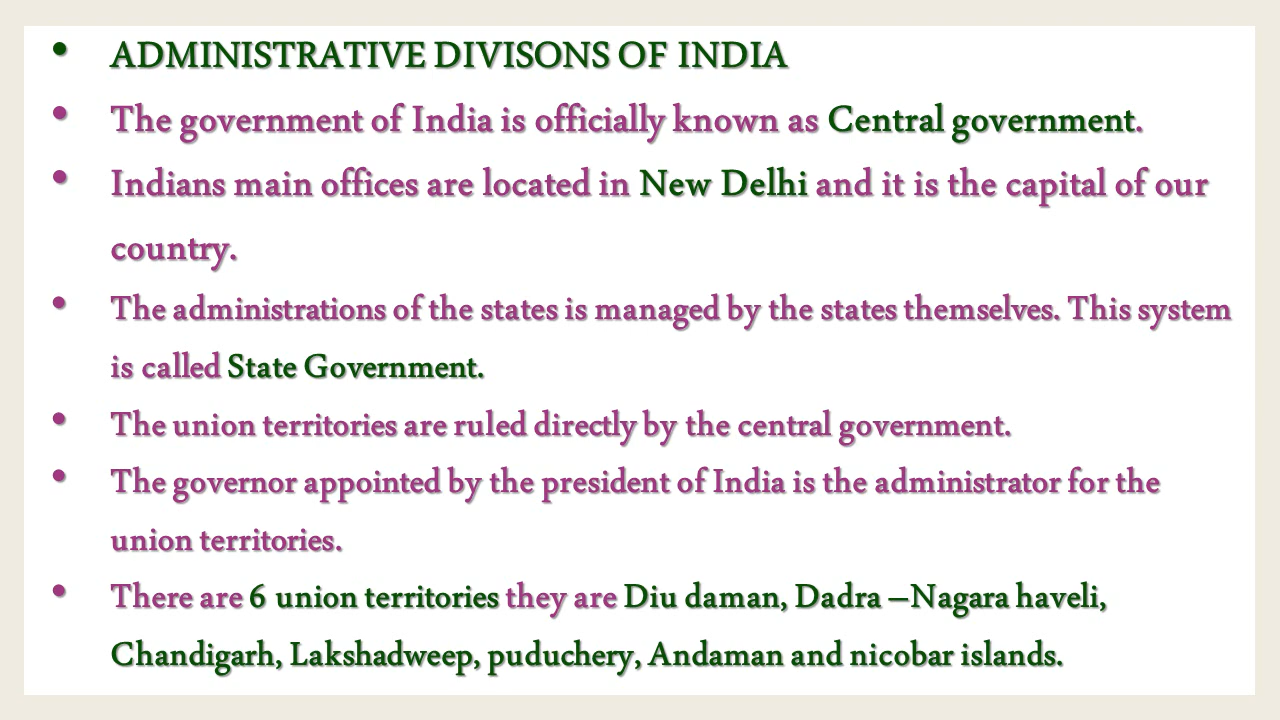 • ADMINISTRATIVE DIVISONS OF INDIA
• The government of India is officially known as Central government.
• Indians main offices are located in New Delhi and it is the capital of our
country.
• The administrations of the states is managed by the states themselves. This system
is called State Government.
• The union territories are ruled directly by the central government.
• The governor appointed by the president of India is the administrator for the
union territories.
• There are 6 union territories they are Diu daman, Dadra –Nagara haveli,
Chandigarh, Lakshadweep, puduchery, Andaman and nicobar islands.